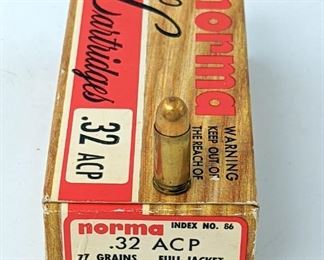 Cartridges
.32 ACP
norma
WARNING
KEEP OUT OF
THE REACH OF
norma INDEX NO. 86
.32 ACP
77 GRAINS FULL JACKET